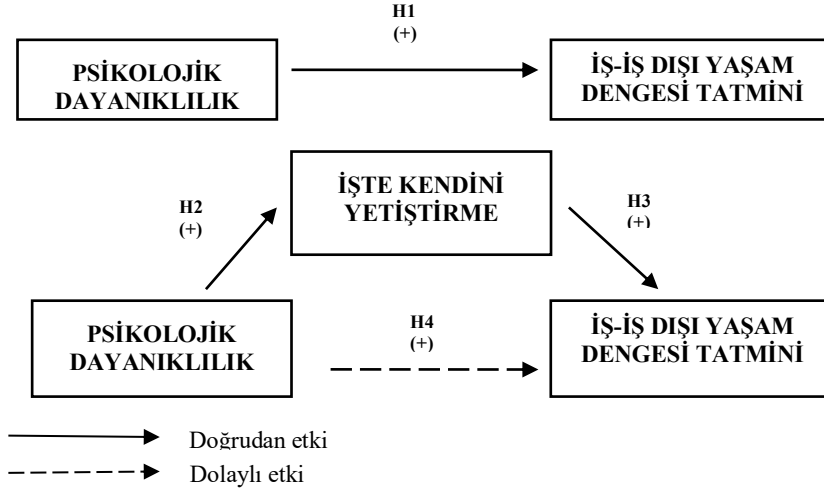 H1
(+)
PSİKOLOJİK
DAYANIKLILIK
İŞ-İŞ DIŞI YAŞAM
DENGESİ TATMİNİ
İŞTE KENDİNİ
YETİŞTİRME
H2
(+)
H3
(+)
PSİKOLOJİK
DAYANIKLILIK
H4
(+)
İŞ-İŞ DIŞI YAŞAM
DENGESİ TATMİNİ
Doğrudan etki
Dolaylı etki